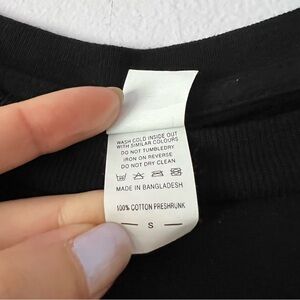 WASH COLD INSIDE OUT
WITH SIMILAR COLOURS
DO NOT TUMBLEDRY
IRON ON REVERSE
DO NOT DRY CLEAN
MADE IN BANGLADESH
100% COTTON PRESHRUNK
S